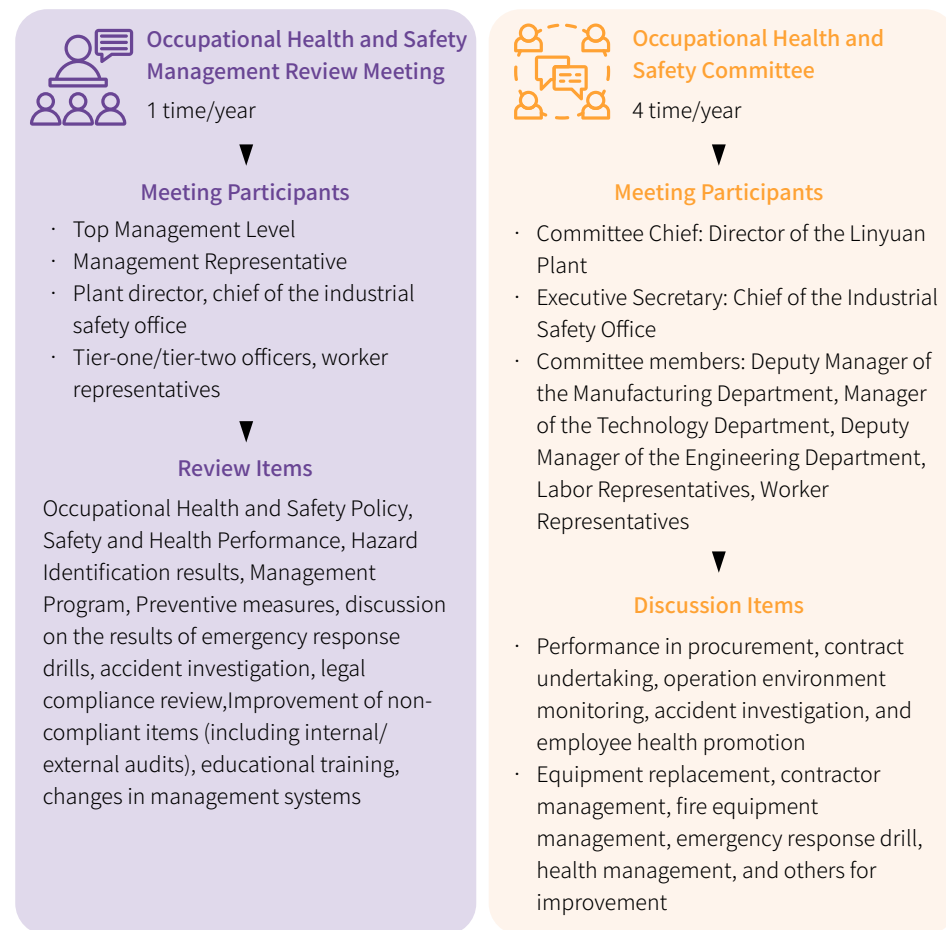 Occupational Health and Safety
Management Review Meeting
1 time/year
Meeting Participants
· Top Management Level
· Management Representative
· Plant director, chief of the industrial
safety office
· Tier-one/tier-two officers, worker
representatives
Review Items
Occupational Health and Safety Policy,
Safety and Health Performance, Hazard
Identification results, Management
Program, Preventive measures, discussion
on the results of emergency response
drills, accident investigation, legal
compliance review,Improvement of non-
compliant items (including internal/
external audits), educational training,
changes in management systems
Occupational Health and
Safety Committee
4 time/year
Meeting Participants
· Committee Chief: Director of the Linyuan
Plant
· Executive Secretary: Chief of the Industrial
Safety Office
· Committee members: Deputy Manager of
the Manufacturing Department, Manager
of the Technology Department, Deputy
Manager of the Engineering Department,
Labor Representatives, Worker
Representatives
Discussion Items
· Performance in procurement, contract
undertaking, operation environment
monitoring, accident investigation, and
employee health promotion
· Equipment replacement, contractor
management, fire equipment
management, emergency response drill,
health management, and others for
improvement